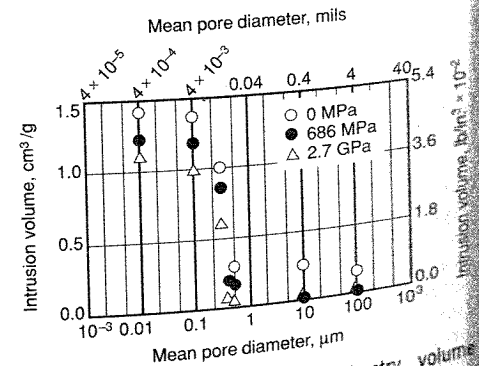 Mean pore diameter, mils
4 × 10⁻⁵ 4 × 10⁻⁴ 4 × 10⁻³ 0.04 0.4 4 40
1.5 5.4
1.0 3.6
0.5 1.8
0.0 0.0
Intrusion volume, cm³/g
○ 0 MPa
● 686 MPa
△ 2.7 GPa
Intrusion volume, lb/in.³ × 10⁻²
10⁻³ 0.01 0.1 1 10 100 10³
Mean pore diameter, μm
volume